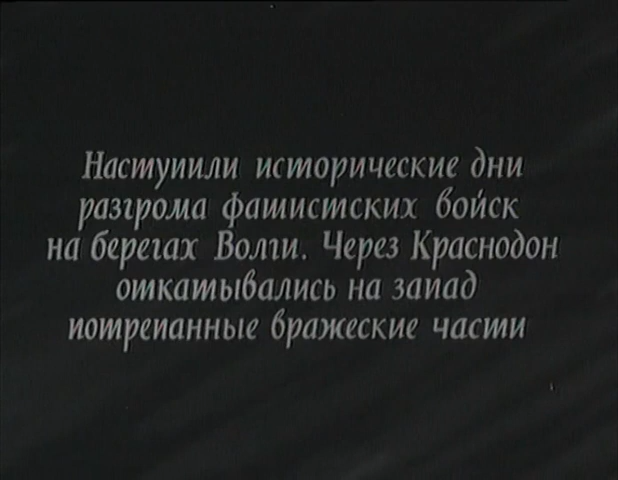 Наступили исторические дни
разгрома фашистских войск
на берегах Волги. Через Краснодон
откатывались на запад
потрепанные вражеские части